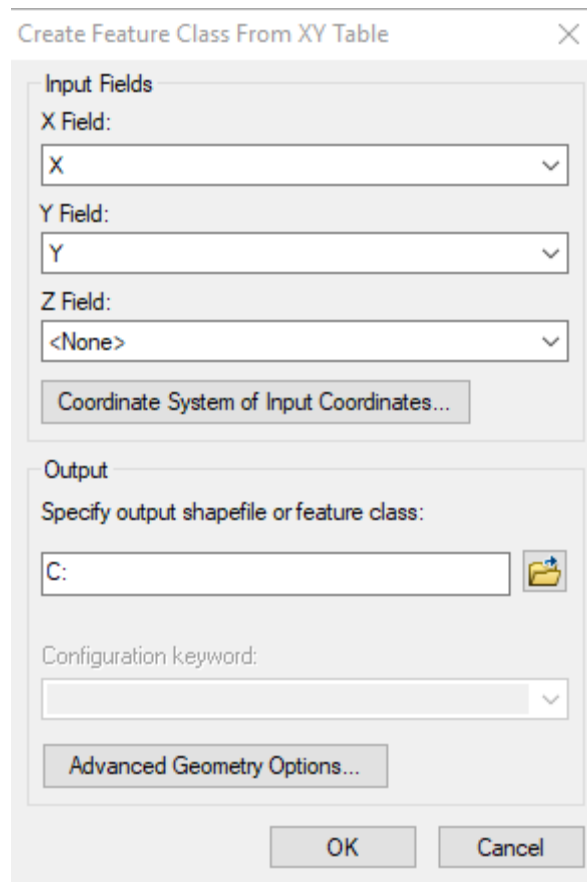 Create Feature Class From XY Table
Input Fields
X Field:
X
Y Field:
Y
Z Field:
<None>
Coordinate System of Input Coordinates...
Output
Specify output shapefile or feature class:
C:
Configuration keyword:
Advanced Geometry Options...
OK Cancel